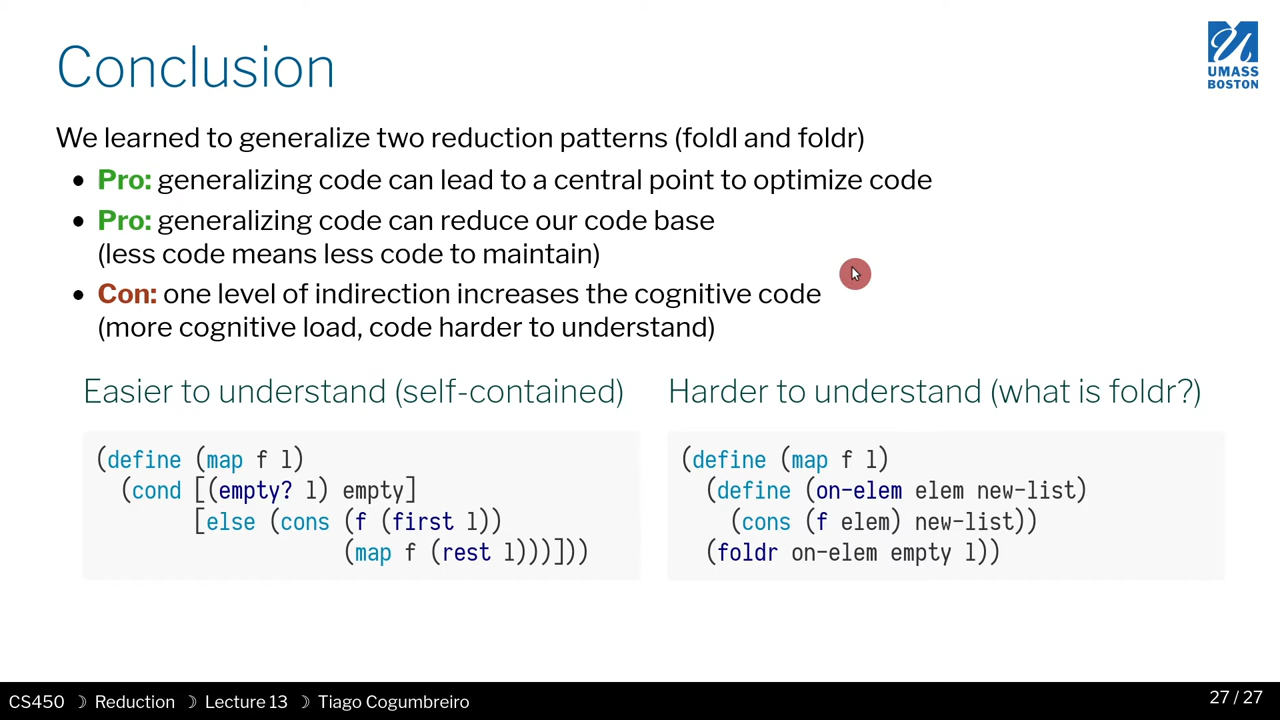 Conclusion
UMASS
BOSTON
We learned to generalize two reduction patterns (foldl and foldr)
• Pro: generalizing code can lead to a central point to optimize code
• Pro: generalizing code can reduce our code base
(less code means less code to maintain)
• Con: one level of indirection increases the cognitive code
(more cognitive load, code harder to understand)
Easier to understand (self-contained)
(define (map f l)
  (cond [(empty? l) empty]
        [else (cons (f (first l))
                    (map f (rest l)))]))
Harder to understand (what is foldr?)
(define (map f l)
  (define (on-elem elem new-list)
    (cons (f elem) new-list))
  (foldr on-elem empty l))
CS450 ☽ Reduction ☽ Lecture 13 ☽ Tiago Cogumbreiro
27 / 27